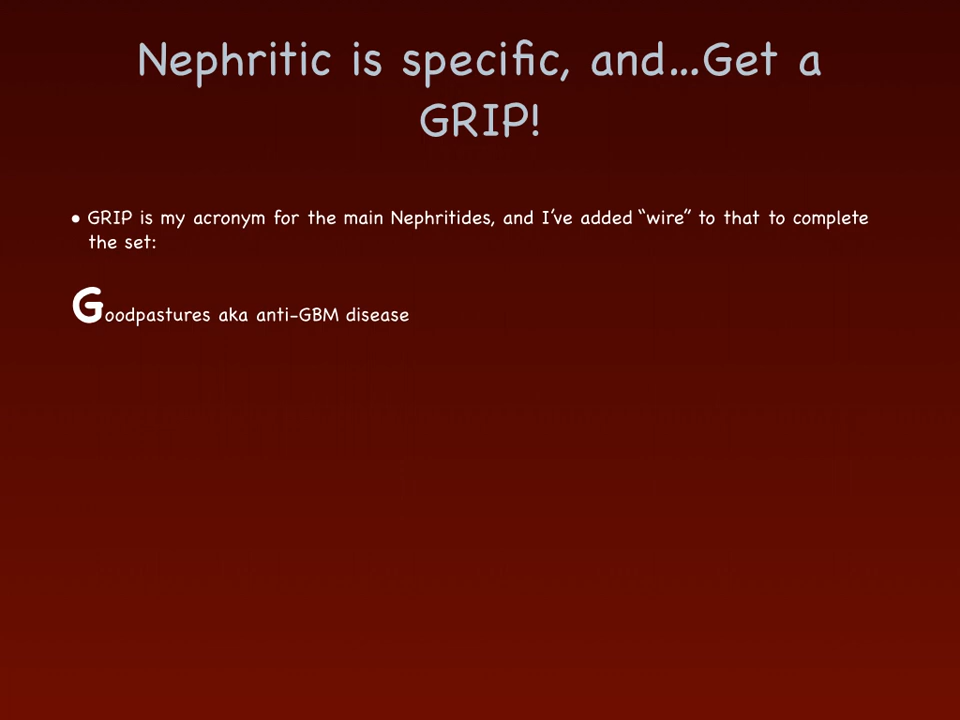 Nephritic is specific, and...Get a
GRIP!
• GRIP is my acronym for the main Nephritides, and I've added “wire” to that to complete
the set:
Goodpastures aka anti-GBM disease